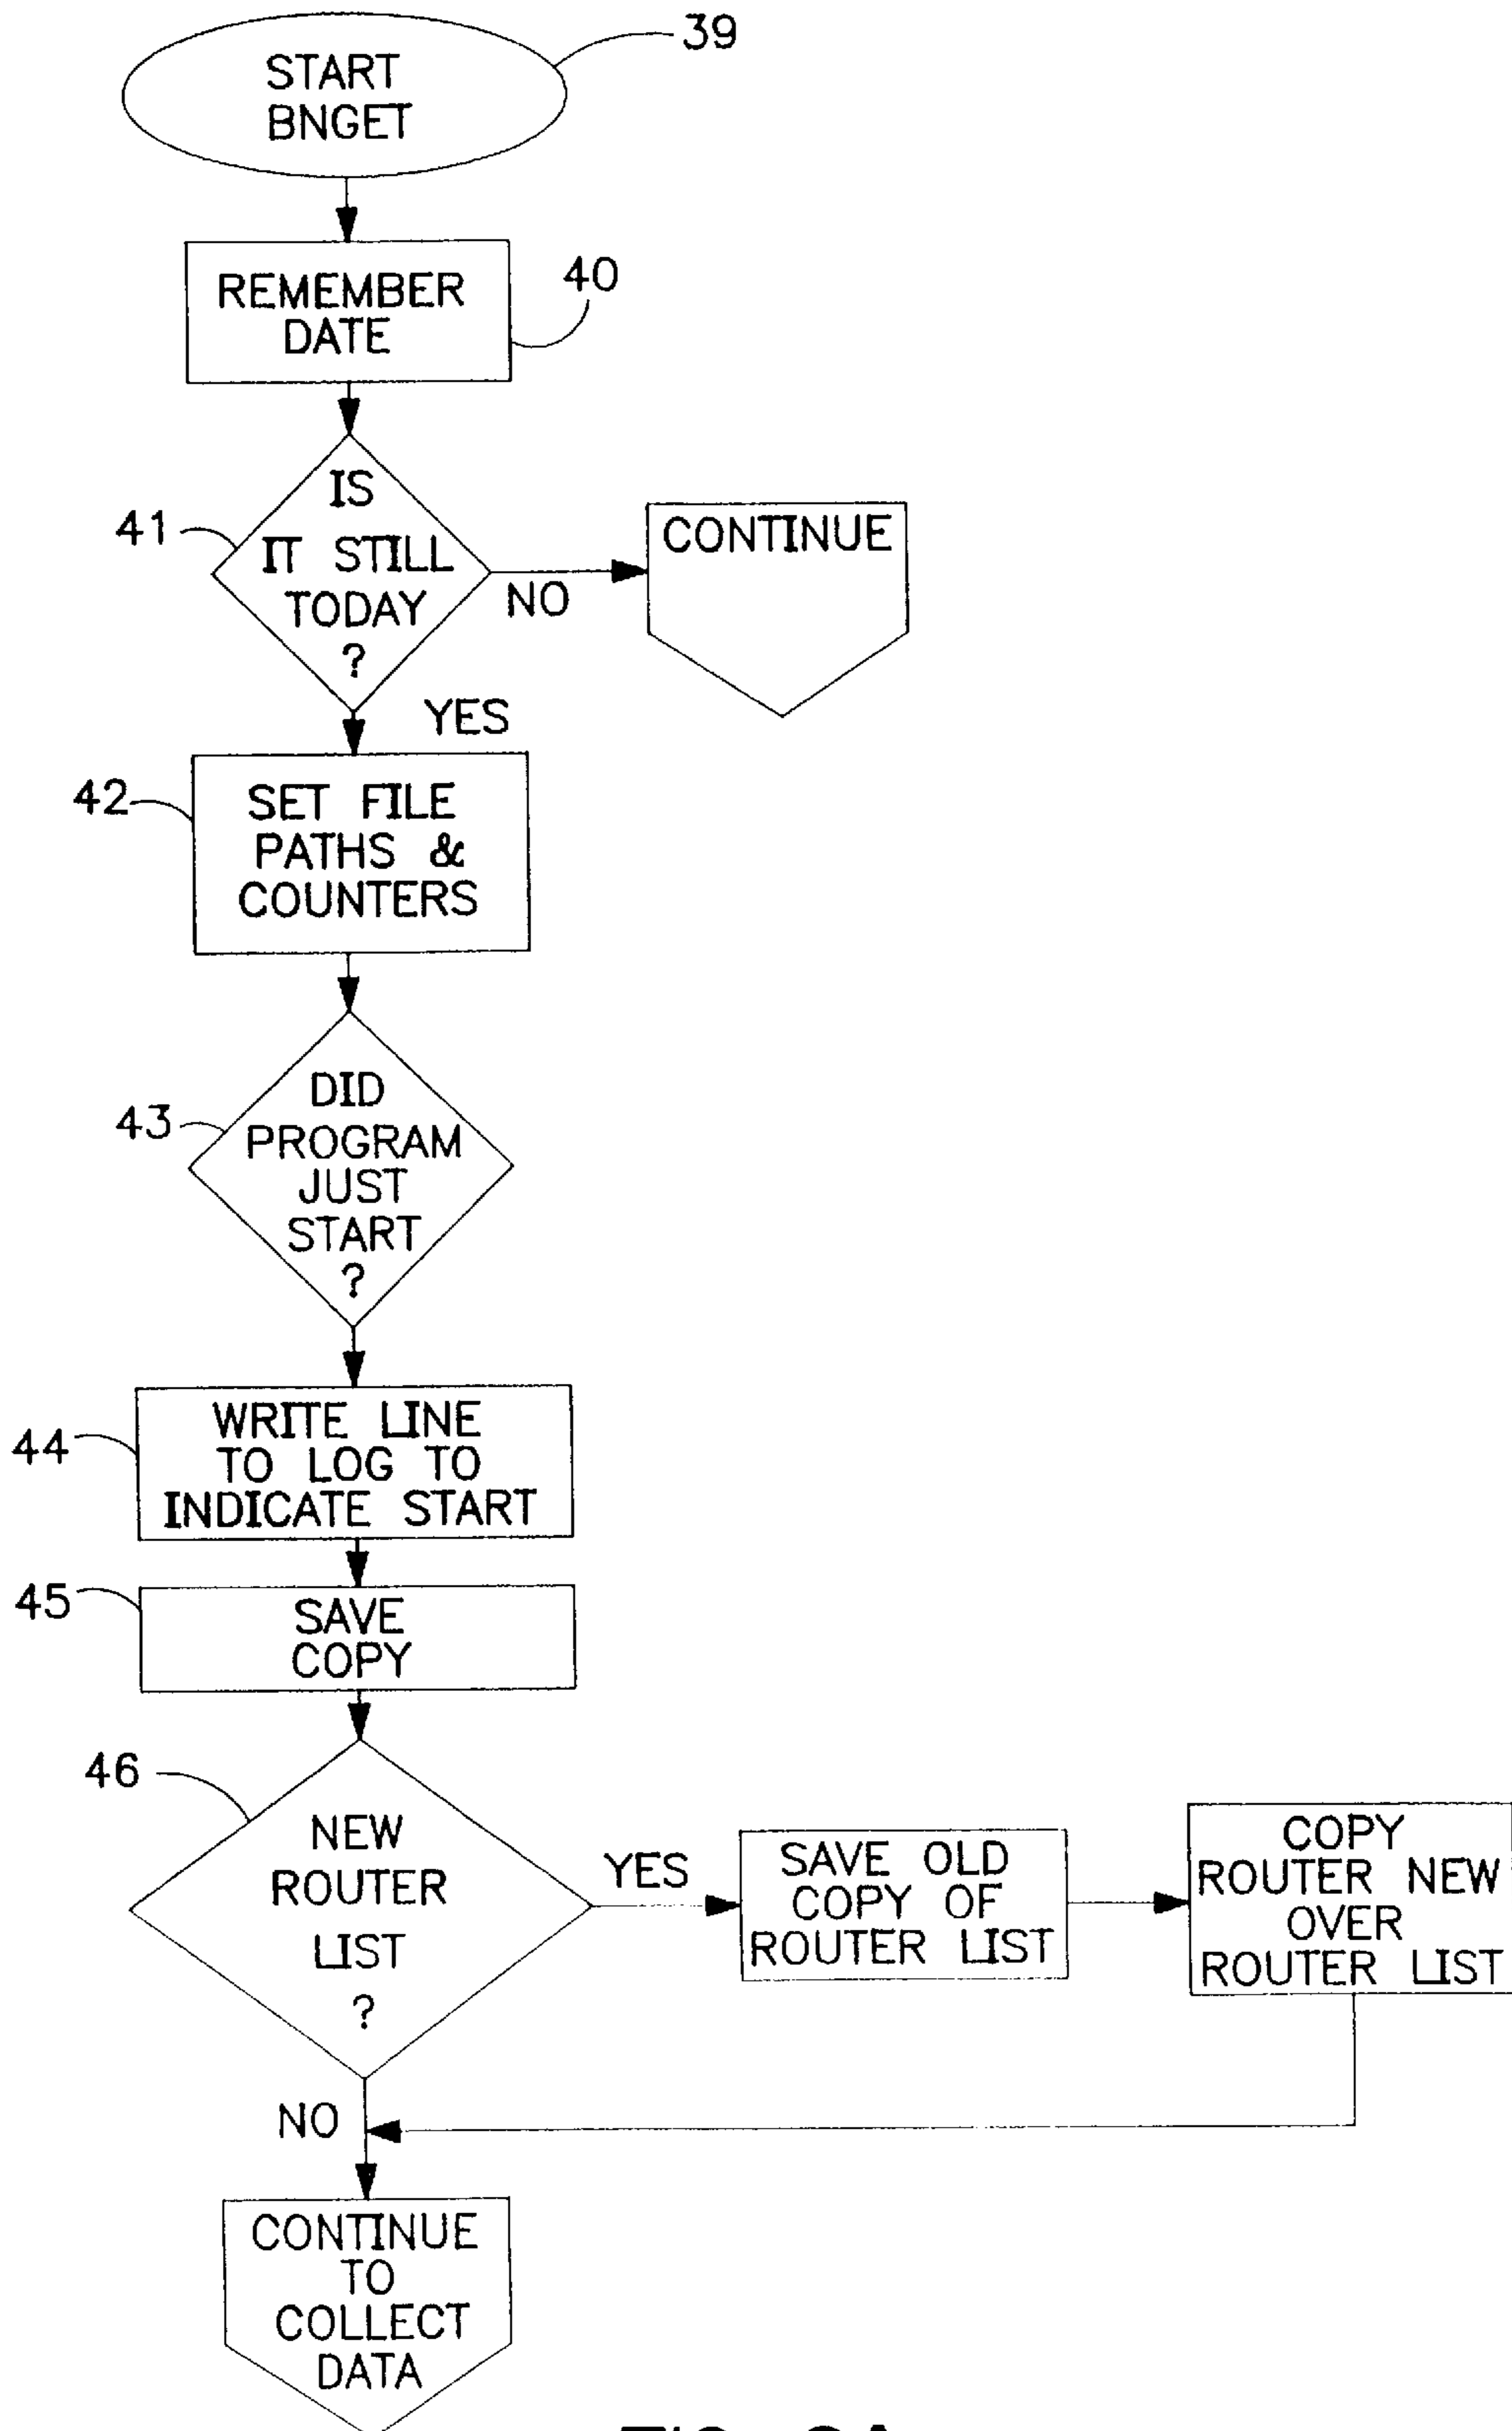 39
START
BNGET
40
REMEMBER
DATE
41
IS
IT STILL
TODAY
?
NO
CONTINUE
YES
42
SET FILE
PATHS &
COUNTERS
43
DID
PROGRAM
JUST
START
?
44
WRITE LINE
TO LOG TO
INDICATE START
45
SAVE
COPY
46
NEW
ROUTER
LIST
?
YES
SAVE OLD
COPY OF
ROUTER LIST
COPY
ROUTER NEW
OVER
ROUTER LIST
NO
CONTINUE
TO
COLLECT
DATA